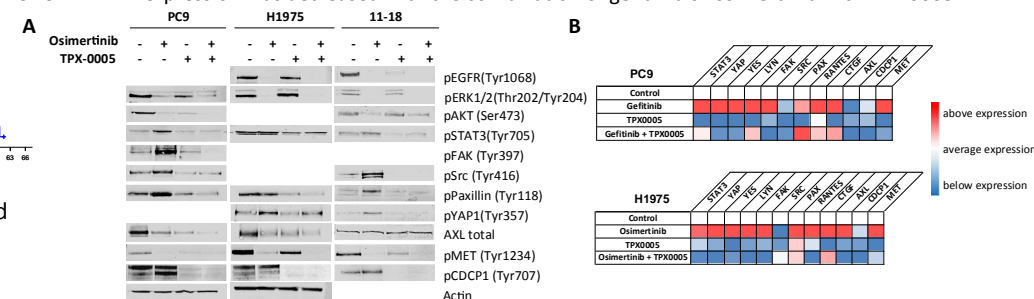 A
PC9 H1975 11-18
Osimertinib - + - + - + - + - + - +
TPX-0005 - - + + - - + + - - + +
pEGFR(Tyr1068)
pERK1/2(Thr202/Tyr204)
pAKT (Ser473)
pSTAT3(Tyr705)
pFAK (Tyr397)
pSrc (Tyr416)
pPaxillin (Tyr118)
pYAP1(Tyr357)
AXL total
pMET (Tyr1234)
pCDCP1 (Tyr707)
Actin
63 66
d
B
PC9
STAT3 YAP YES LYN FAK SRC PAX RANTES CTGF AXL CDCP1 MET
Control
Gefitinib
TPX0005
Gefitinib + TPX0005
above expression
average expression
below expression
H1975
STAT3 YAP YES LYN FAK SRC PAX RANTES CTGF AXL CDCP1 MET
Control
Osimertinib
TPX0005
Osimertinib + TPX0005